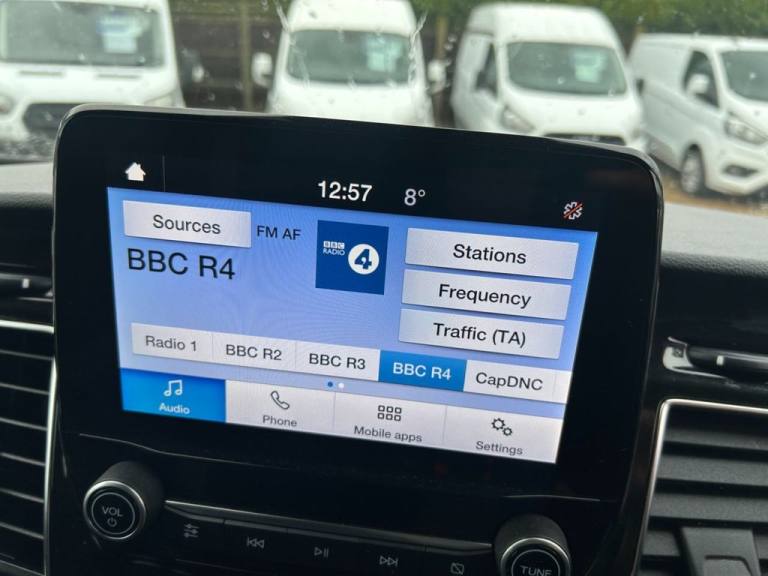 12:57 8°
Sources FM AF
BBC RADIO 4
Stations
BBC R4
Frequency
Traffic (TA)
Radio 1 BBC R2 BBC R3 BBC R4 CapDNC
Audio Phone Mobile apps Settings
VOL
TUNE